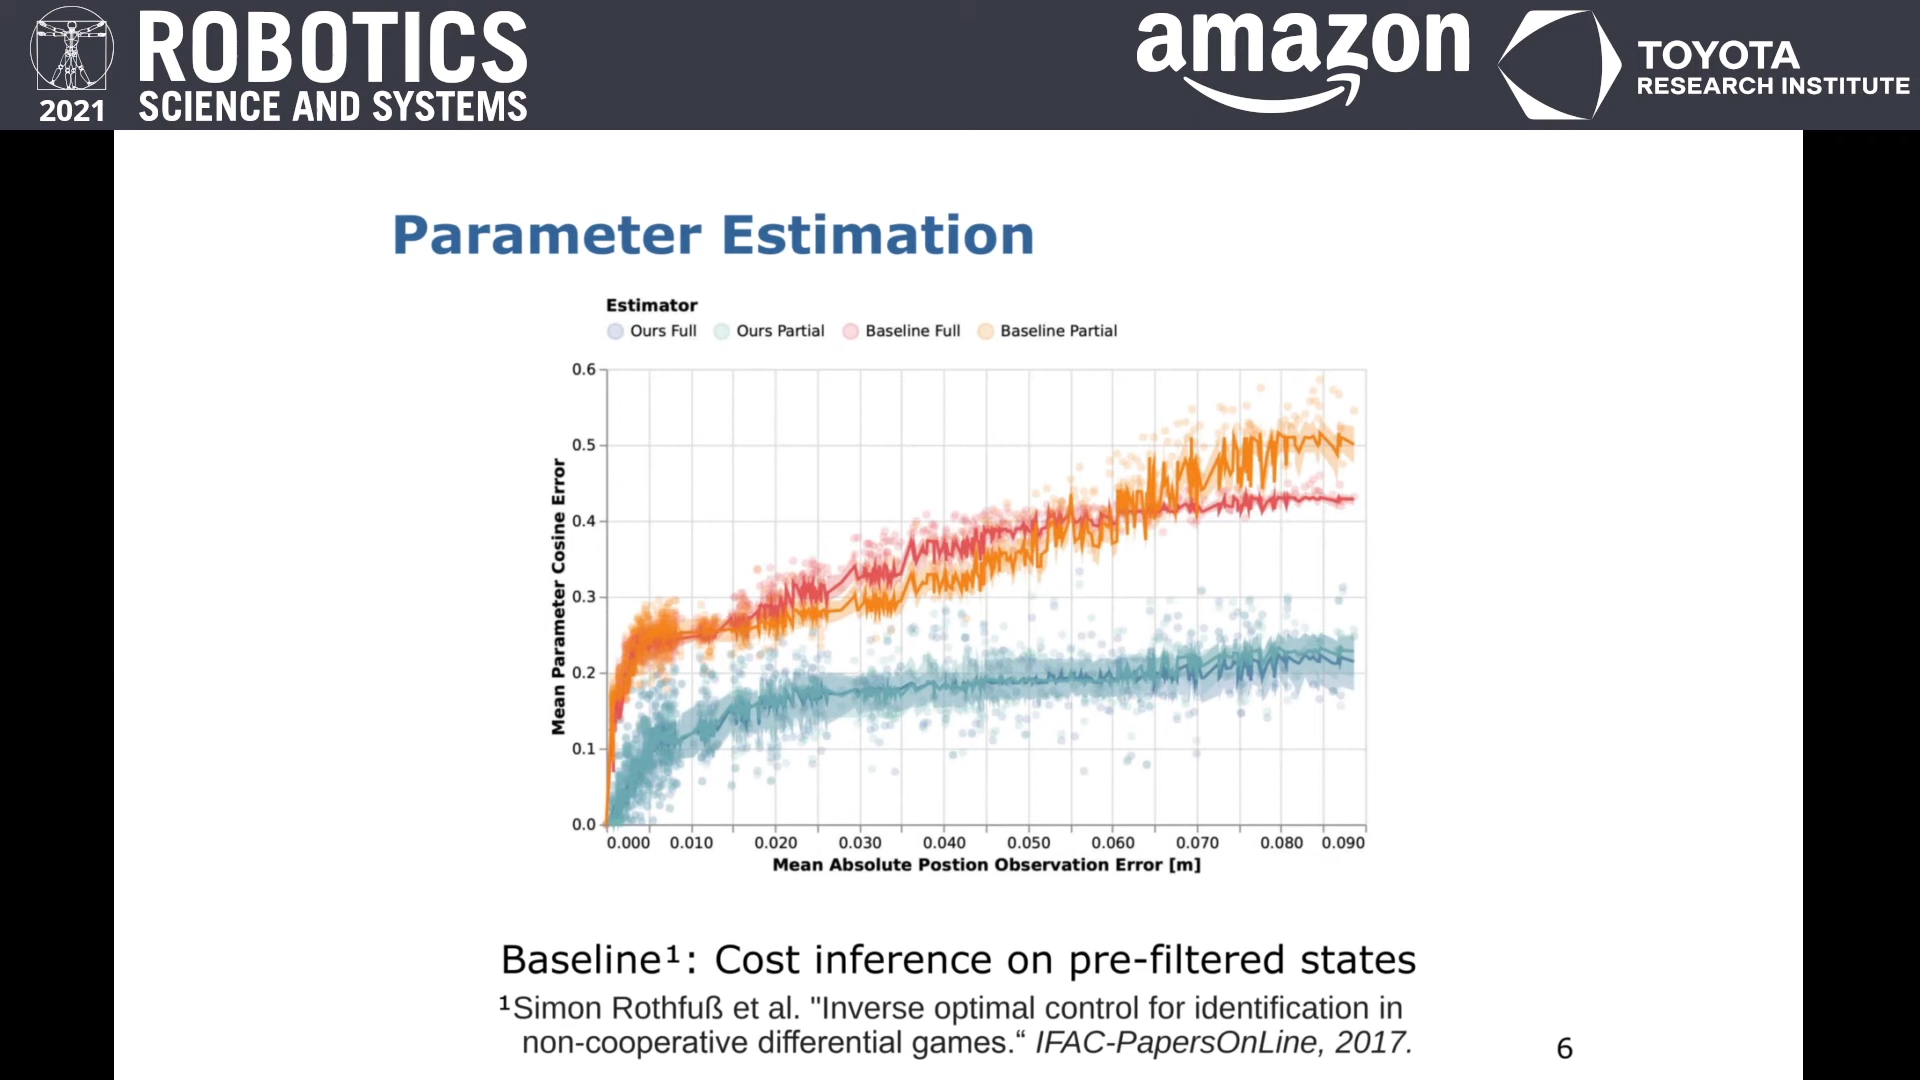 ROBOTICS
SCIENCE AND SYSTEMS
2021
amazon
TOYOTA
RESEARCH INSTITUTE
Parameter Estimation
Estimator
Ours Full Ours Partial Baseline Full Baseline Partial
0.6
0.5
0.4
0.3
0.2
0.1
0.0
Mean Parameter Cosine Error
0.000 0.010 0.020 0.030 0.040 0.050 0.060 0.070 0.080 0.090
Mean Absolute Postion Observation Error [m]
Baseline¹: Cost inference on pre-filtered states
¹Simon Rothfuß et al. "Inverse optimal control for identification in
non-cooperative differential games.“ IFAC-PapersOnLine, 2017.
6